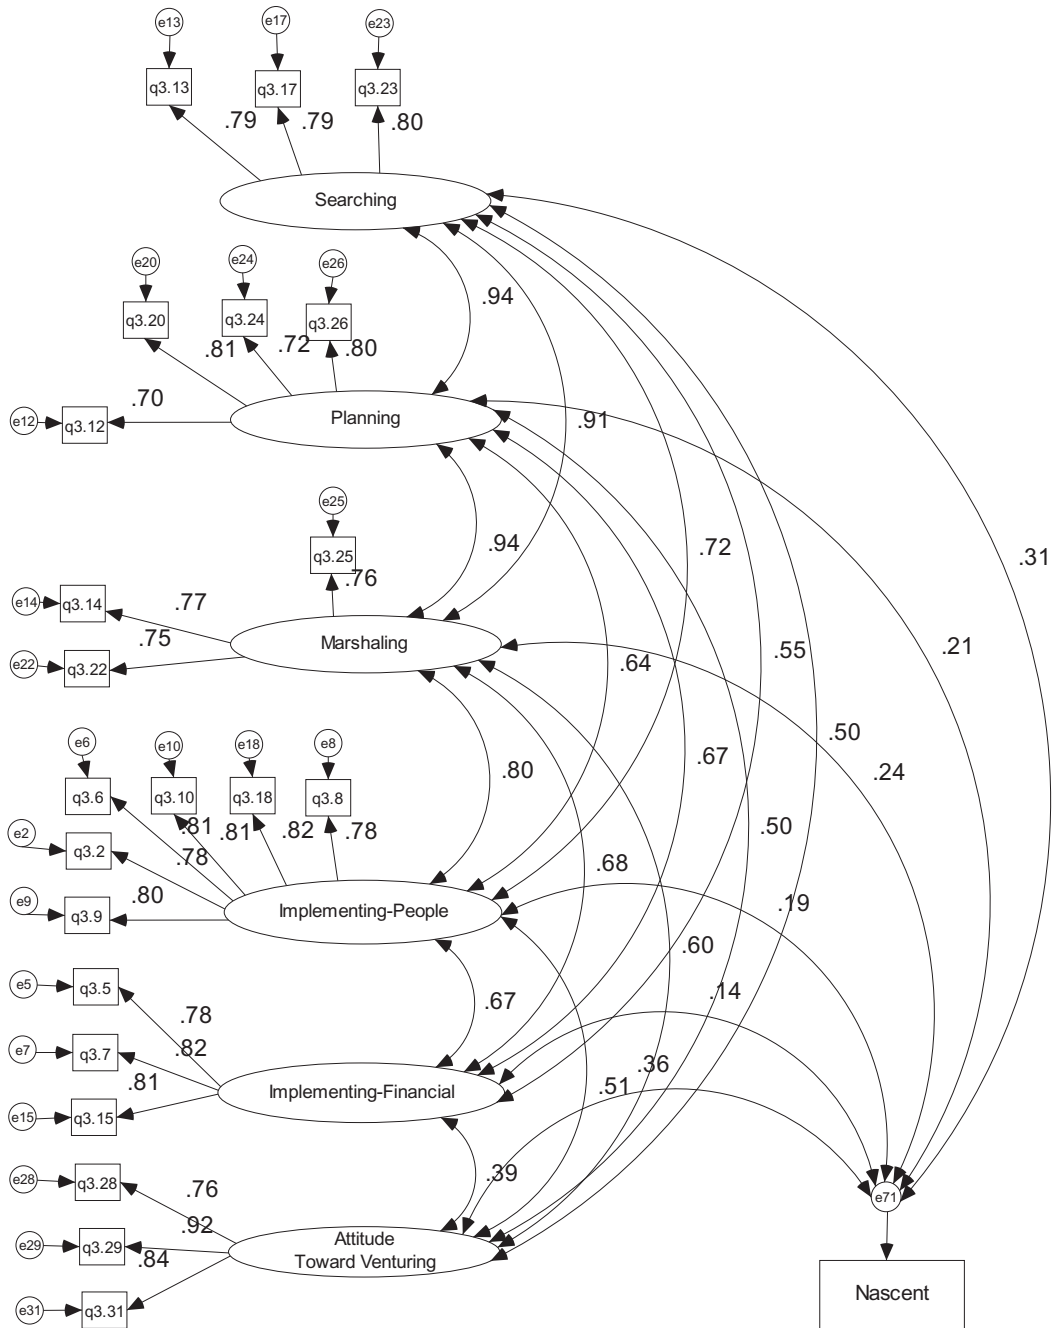 e13
e17
e23
q3.13
q3.17
q3.23
.79
.79
.80
Searching
e20
e24
e26
q3.20
q3.24
q3.26
.94
.81
.72
.80
.70
e12
q3.12
Planning
.91
e25
q3.25
.94
.72
.31
.76
e14
q3.14
.77
.75
e22
q3.22
Marshaling
.64
.55
.21
e6
e10
e18
e8
q3.6
q3.10
q3.18
q3.8
.80
.67
.50
.24
.81
.81
.82
.78
.50
e2
q3.2
.78
.68
e9
q3.9
.80
Implementing-People
.19
.60
e5
q3.5
.78
.67
.14
e7
q3.7
.82
.81
.36
e15
q3.15
Implementing-Financial
.51
e28
q3.28
.76
.39
e71
.92
e29
q3.29
.84
Attitude
Toward Venturing
e31
q3.31
Nascent